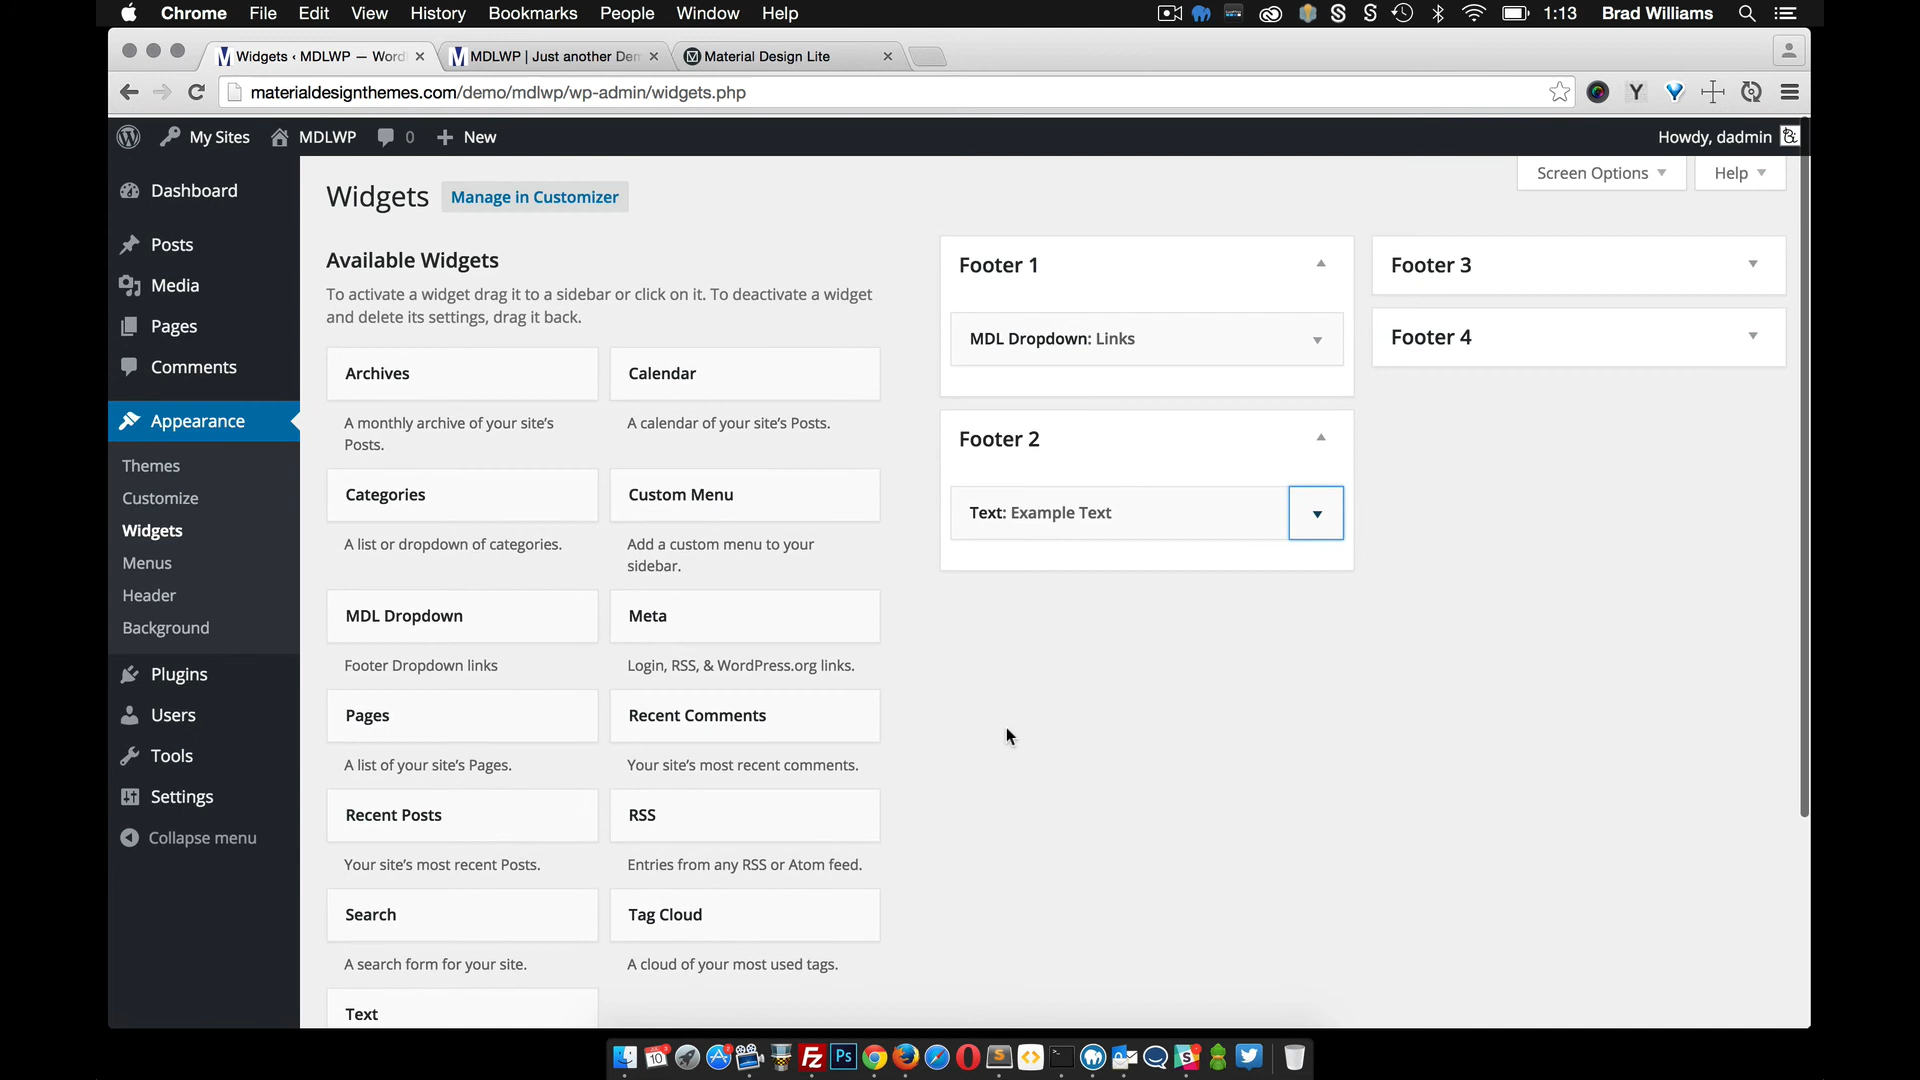 Chrome File Edit View History Bookmarks People Window Help 1:13 Brad Williams
Widgets ‹ MDLWP — Word
MDLWP | Just another Dem
Material Design Lite
materialdesignthemes.com/demo/mdlwp/wp-admin/widgets.php
My Sites MDLWP 0 New Howdy, dadmin
Screen Options Help
Dashboard
Posts
Media
Pages
Comments
Appearance
Themes
Customize
Widgets
Menus
Header
Background
Plugins
Users
Tools
Settings
Collapse menu
Widgets Manage in Customizer
Available Widgets
To activate a widget drag it to a sidebar or click on it. To deactivate a widget
and delete its settings, drag it back.
Archives
A monthly archive of your site’s
Posts.
Calendar
A calendar of your site’s Posts.
Categories
A list or dropdown of categories.
Custom Menu
Add a custom menu to your
sidebar.
MDL Dropdown
Footer Dropdown links
Meta
Login, RSS, & WordPress.org links.
Pages
A list of your site’s Pages.
Recent Comments
Your site’s most recent comments.
Recent Posts
Your site’s most recent Posts.
RSS
Entries from any RSS or Atom feed.
Search
A search form for your site.
Tag Cloud
A cloud of your most used tags.
Text
Footer 1
MDL Dropdown: Links
Footer 2
Text: Example Text
Footer 3
Footer 4
10
Fz
Ps